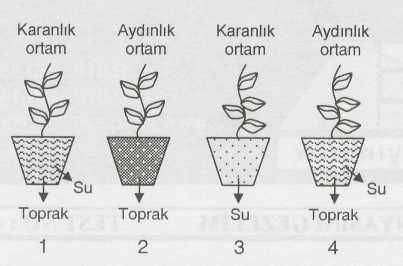 Karanlık ortam
Aydınlık ortam
Karanlık ortam
Aydınlık ortam
Su
Toprak
Toprak
Su
Su
Toprak
1
2
3
4